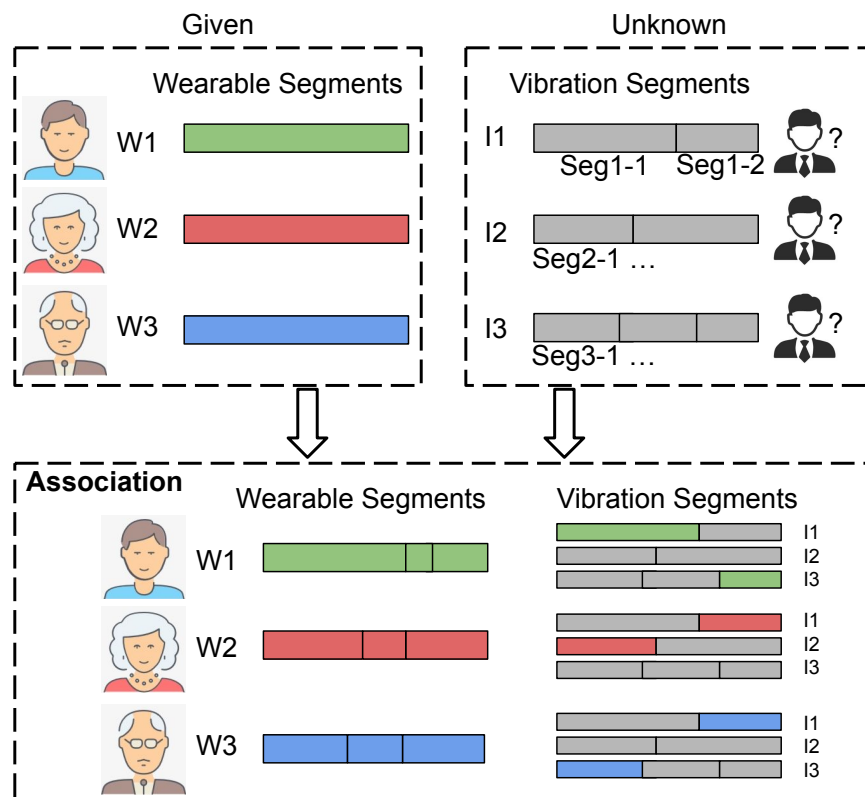 Given
Unknown
Wearable Segments
W1
W2
W3
Vibration Segments
I1
?
Seg1-1 Seg1-2
I2
?
Seg2-1 ...
I3
?
Seg3-1 ...
Association
Wearable Segments
Vibration Segments
W1
I1
I2
I3
W2
I1
I2
I3
W3
I1
I2
I3